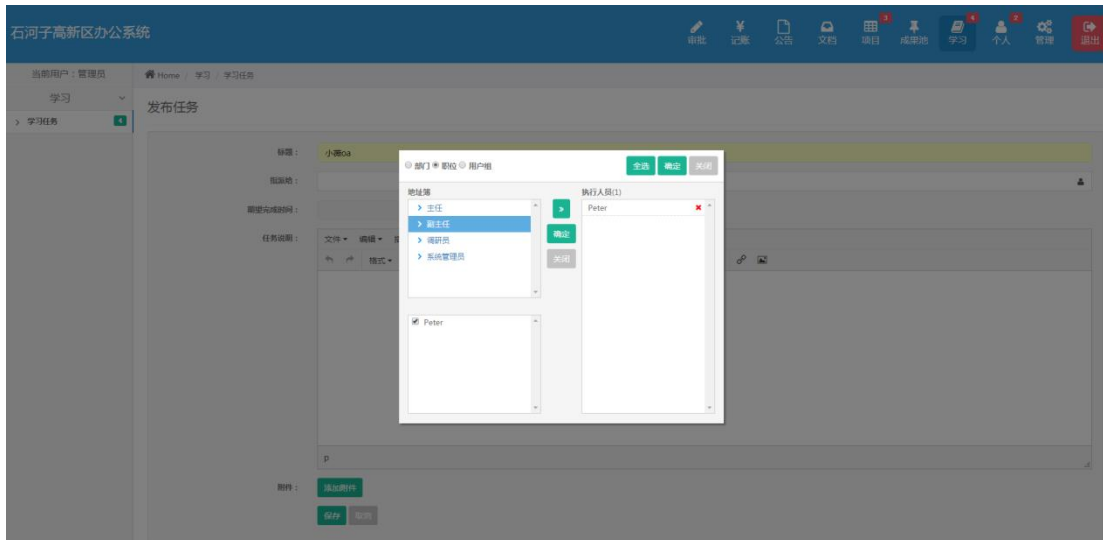 石河子高新区办公系统
审批 记账 公告 文档 项目 3 成果池 学习 4 个人 2 管理 退出
当前用户：管理员
Home / 学习 / 学习任务
学习
学习任务 4
发布任务
标题： 小薇oa
指派给：
期望完成时间：
任务说明： 文件 编辑
格式
部门 职位 用户组 全选 确定 关闭
地址簿 执行人员(1)
主任 Peter
副主任
确定
调研员
关闭
系统管理员
Peter
p
附件： 添加附件
保存 取消